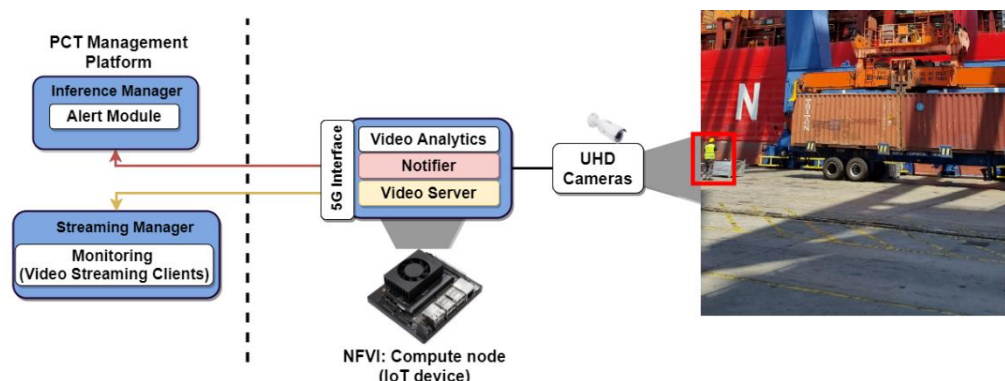 PCT Management
Platform
Inference Manager
Alert Module
Streaming Manager
Monitoring
(Video Streaming Clients)
5G Interface
Video Analytics
Notifier
Video Server
NFVI: Compute node
(IoT device)
UHD
Cameras
N